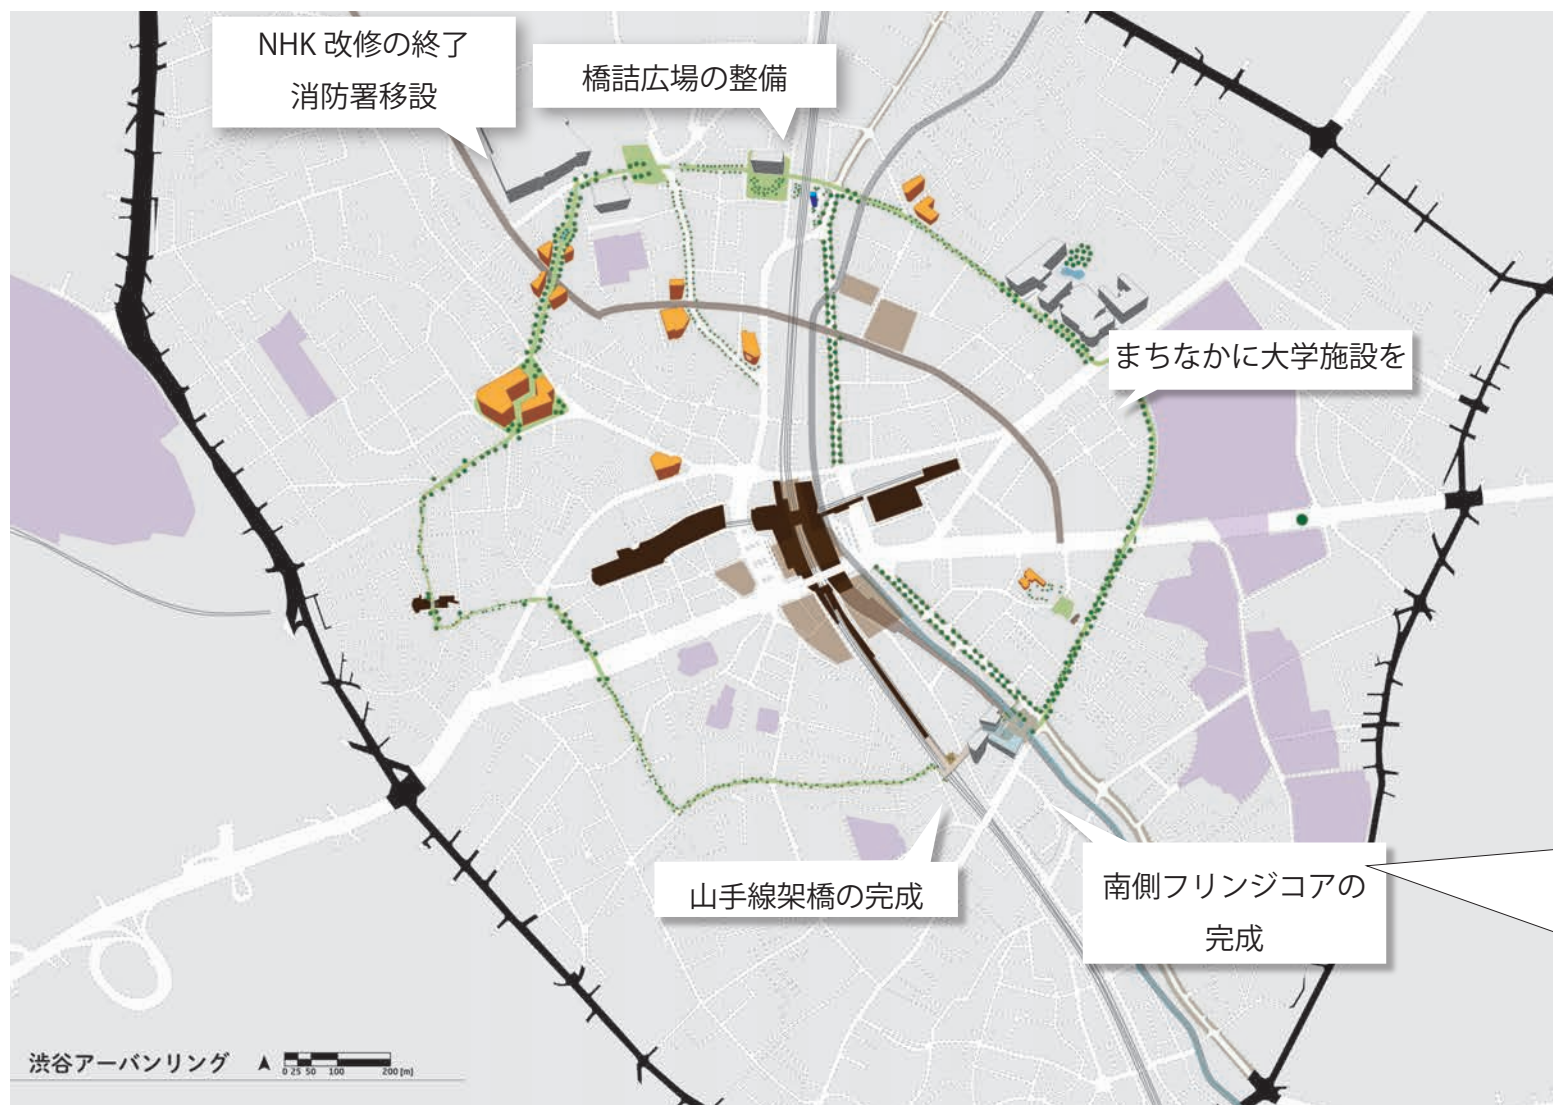 NHK 改修の終了
消防署移設
橋詰広場の整備
まちなかに大学施設を
山手線架橋の完成
南側フリンジコアの
完成
渋谷アーバンリング
0 25 50 100 200 [m]